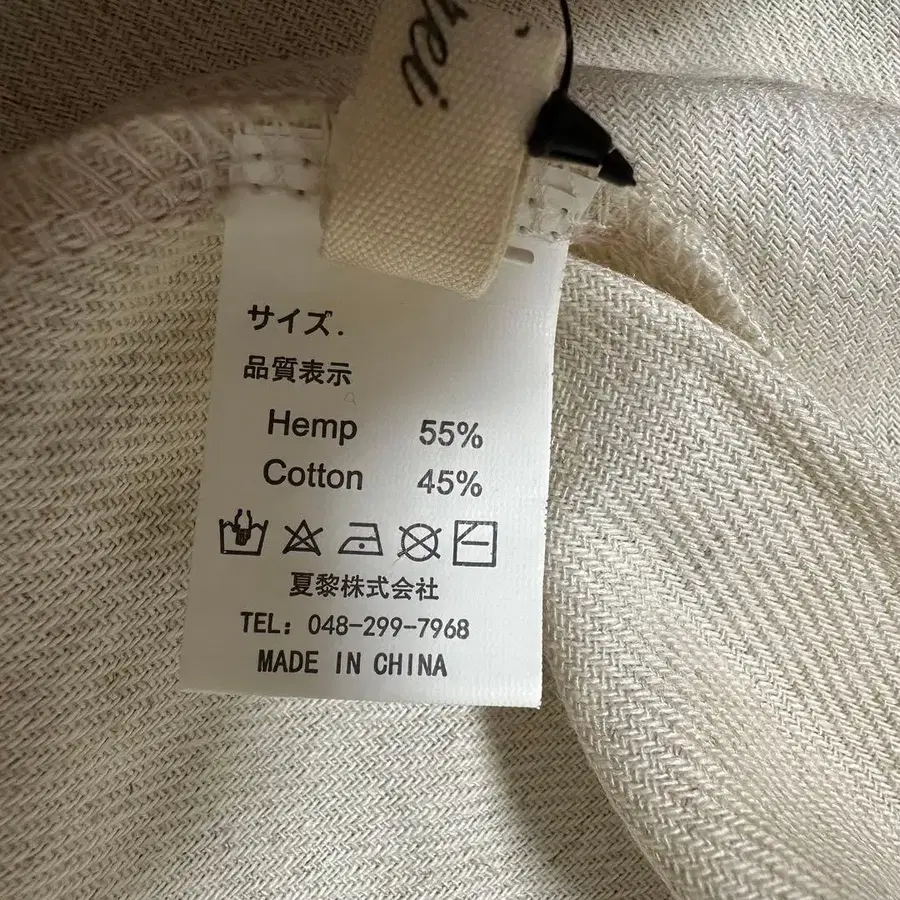 サイズ.
品質表示
Hemp 55%
Cotton 45%
夏黎株式会社
TEL: 048-299-7968
MADE IN CHINA